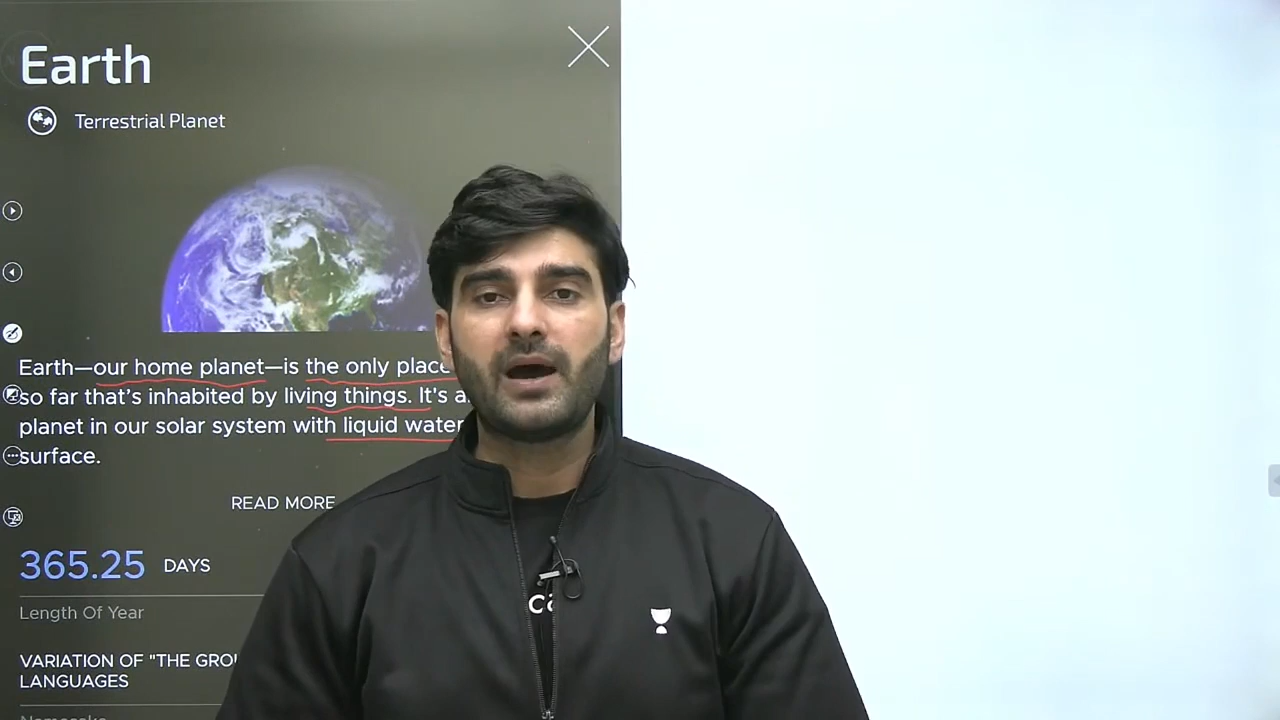 Earth
Terrestrial Planet
Earth—our home planet—is the only place
so far that's inhabited by living things. It's a
planet in our solar system with liquid water
surface.
READ MORE
365.25 DAYS
Length Of Year
VARIATION OF "THE
LANGUAGES